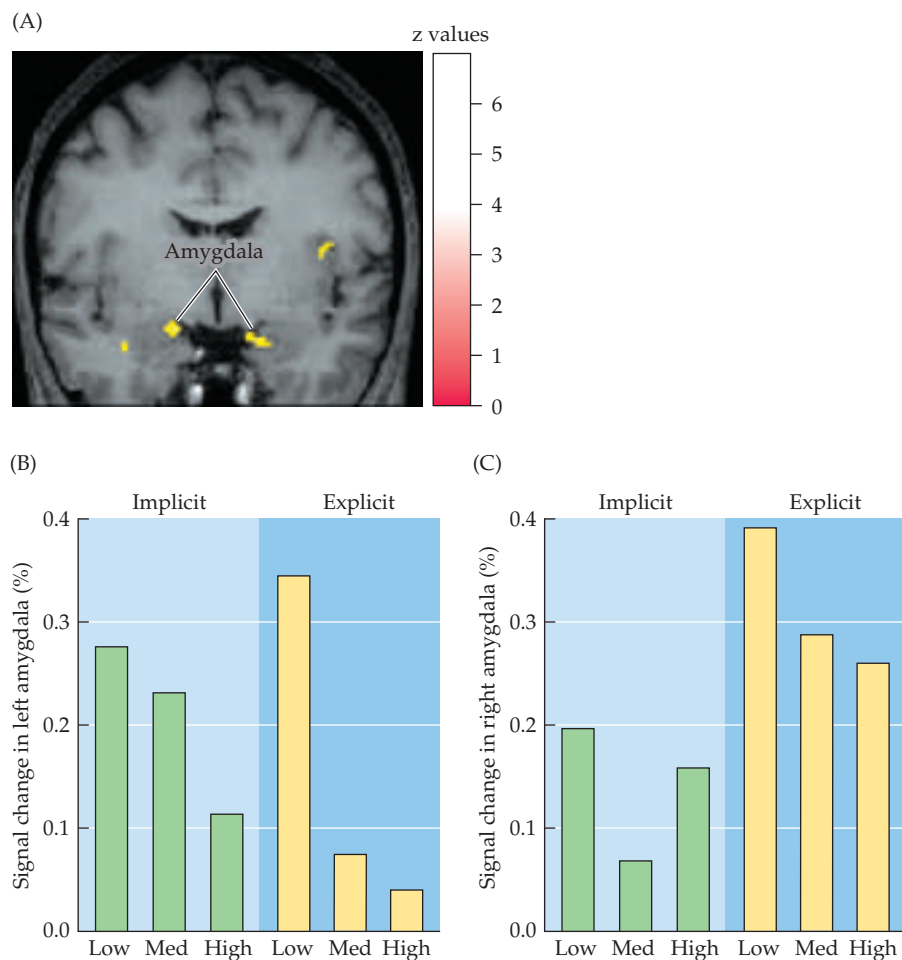 (A)
z values
6
5
4
3
2
1
0
Amygdala
(B)
Implicit Explicit
Signal change in left amygdala (%)
0.4
0.3
0.2
0.1
0.0
Low Med High Low Med High
(C)
Implicit Explicit
Signal change in right amygdala (%)
0.4
0.3
0.2
0.1
0.0
Low Med High Low Med High